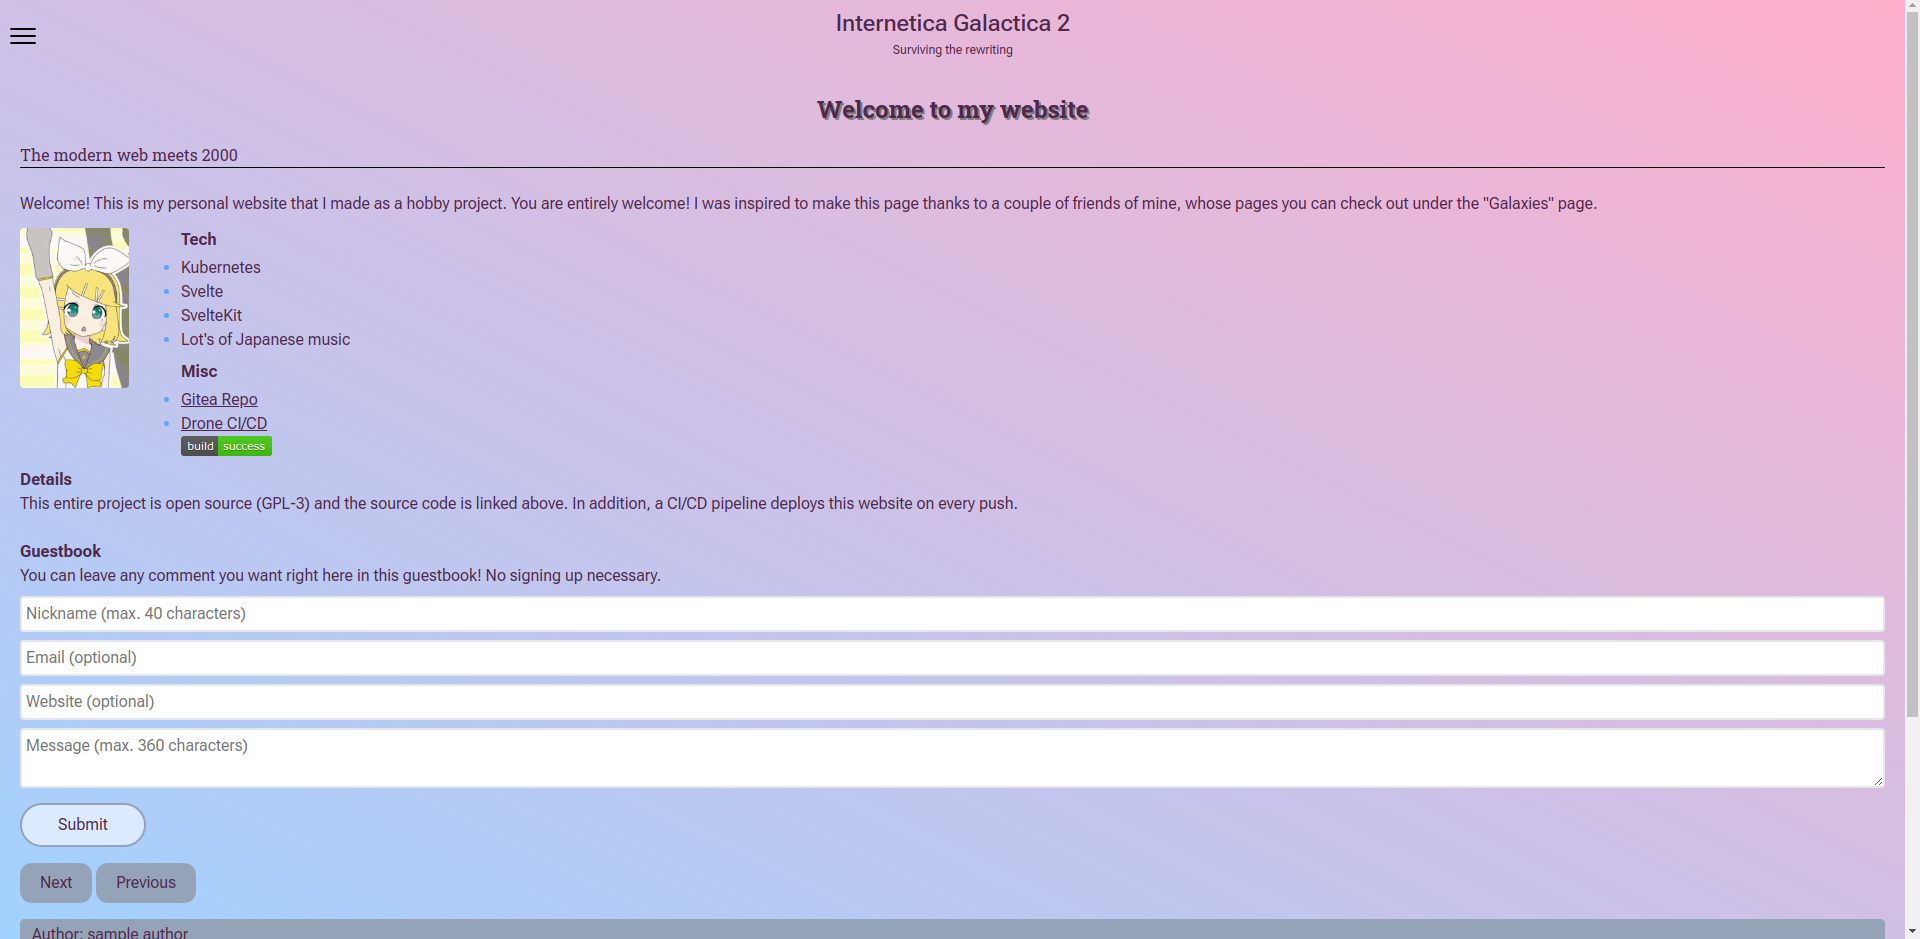 Internetica Galactica 2
Surviving the rewriting
Welcome to my website
The modern web meets 2000
Welcome! This is my personal website that I made as a hobby project. You are entirely welcome! I was inspired to make this page thanks to a couple of friends of mine, whose pages you can check out under the "Galaxies" page.
Tech
Kubernetes
Svelte
SvelteKit
Lot's of Japanese music
Misc
Gitea Repo
Drone CI/CD
build success
Details
This entire project is open source (GPL-3) and the source code is linked above. In addition, a CI/CD pipeline deploys this website on every push.
Guestbook
You can leave any comment you want right here in this guestbook! No signing up necessary.
Nickname (max. 40 characters)
Email (optional)
Website (optional)
Message (max. 360 characters)
Submit
Next Previous
Author: sample author